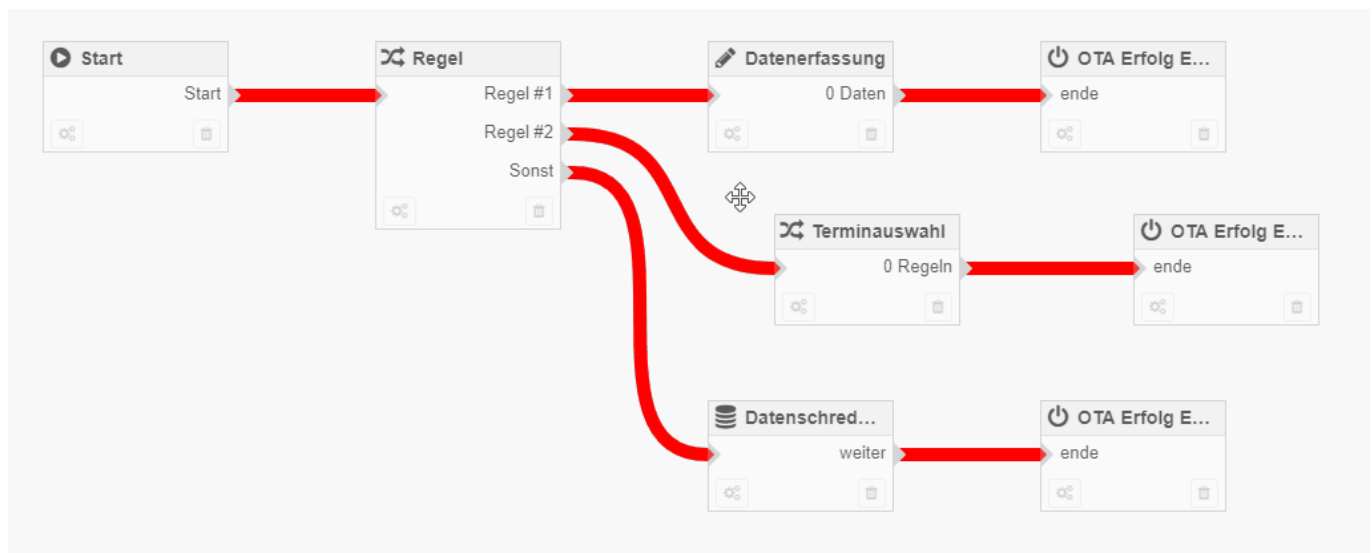 Start
Start
Regel
Regel #1
Regel #2
Sonst
Datenerfassung
0 Daten
OTA Erfolg E...
ende
Terminauswahl
0 Regeln
OTA Erfolg E...
ende
Datenschred...
weiter
OTA Erfolg E...
ende